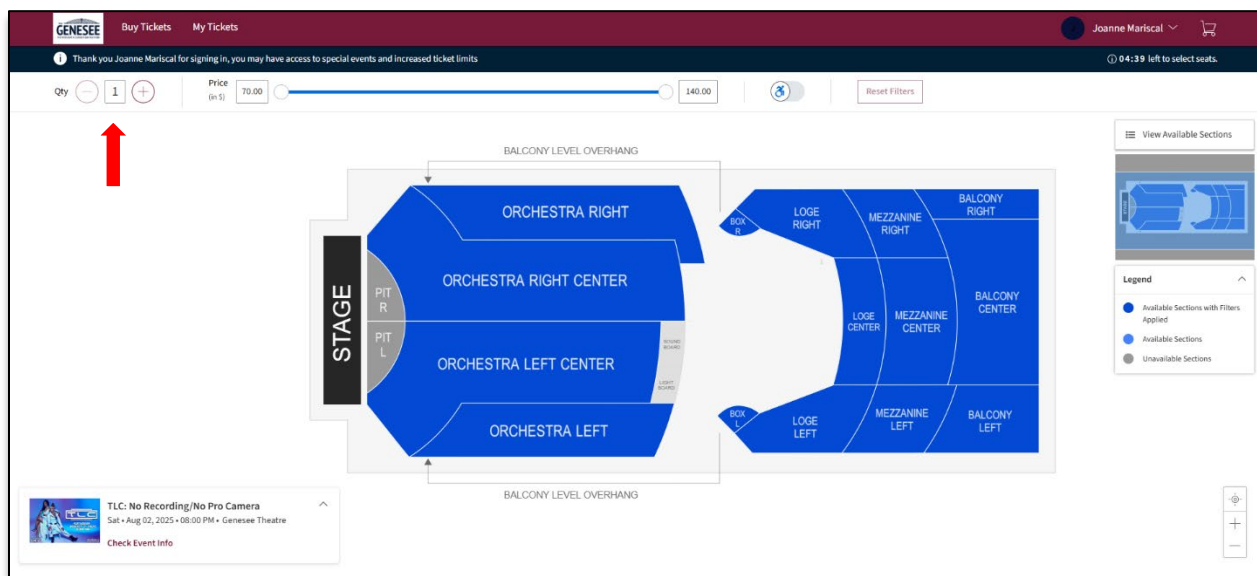 GENESEE
Buy Tickets
My Tickets
Joanne Mariscal
Thank you Joanne Mariscal for signing in, you may have access to special events and increased ticket limits
04:39 left to select seats.
Qty
1
Price
(in $)
70.00
140.00
Reset Filters
View Available Sections
BALCONY LEVEL OVERHANG
STAGE
PIT
R
PIT
L
ORCHESTRA RIGHT
ORCHESTRA RIGHT CENTER
ORCHESTRA LEFT CENTER
ORCHESTRA LEFT
SOUND
BOARD
LIGHT
BOARD
BOX
R
BOX
L
LOGE
RIGHT
LOGE
CENTER
LOGE
LEFT
MEZZANINE
RIGHT
MEZZANINE
CENTER
MEZZANINE
LEFT
BALCONY
RIGHT
BALCONY
CENTER
BALCONY
LEFT
BALCONY LEVEL OVERHANG
Legend
Available Sections with Filters
Applied
Available Sections
Unavailable Sections
TLC: No Recording/No Pro Camera
Sat • Aug 02, 2025 • 08:00 PM • Genesee Theatre
Check Event Info